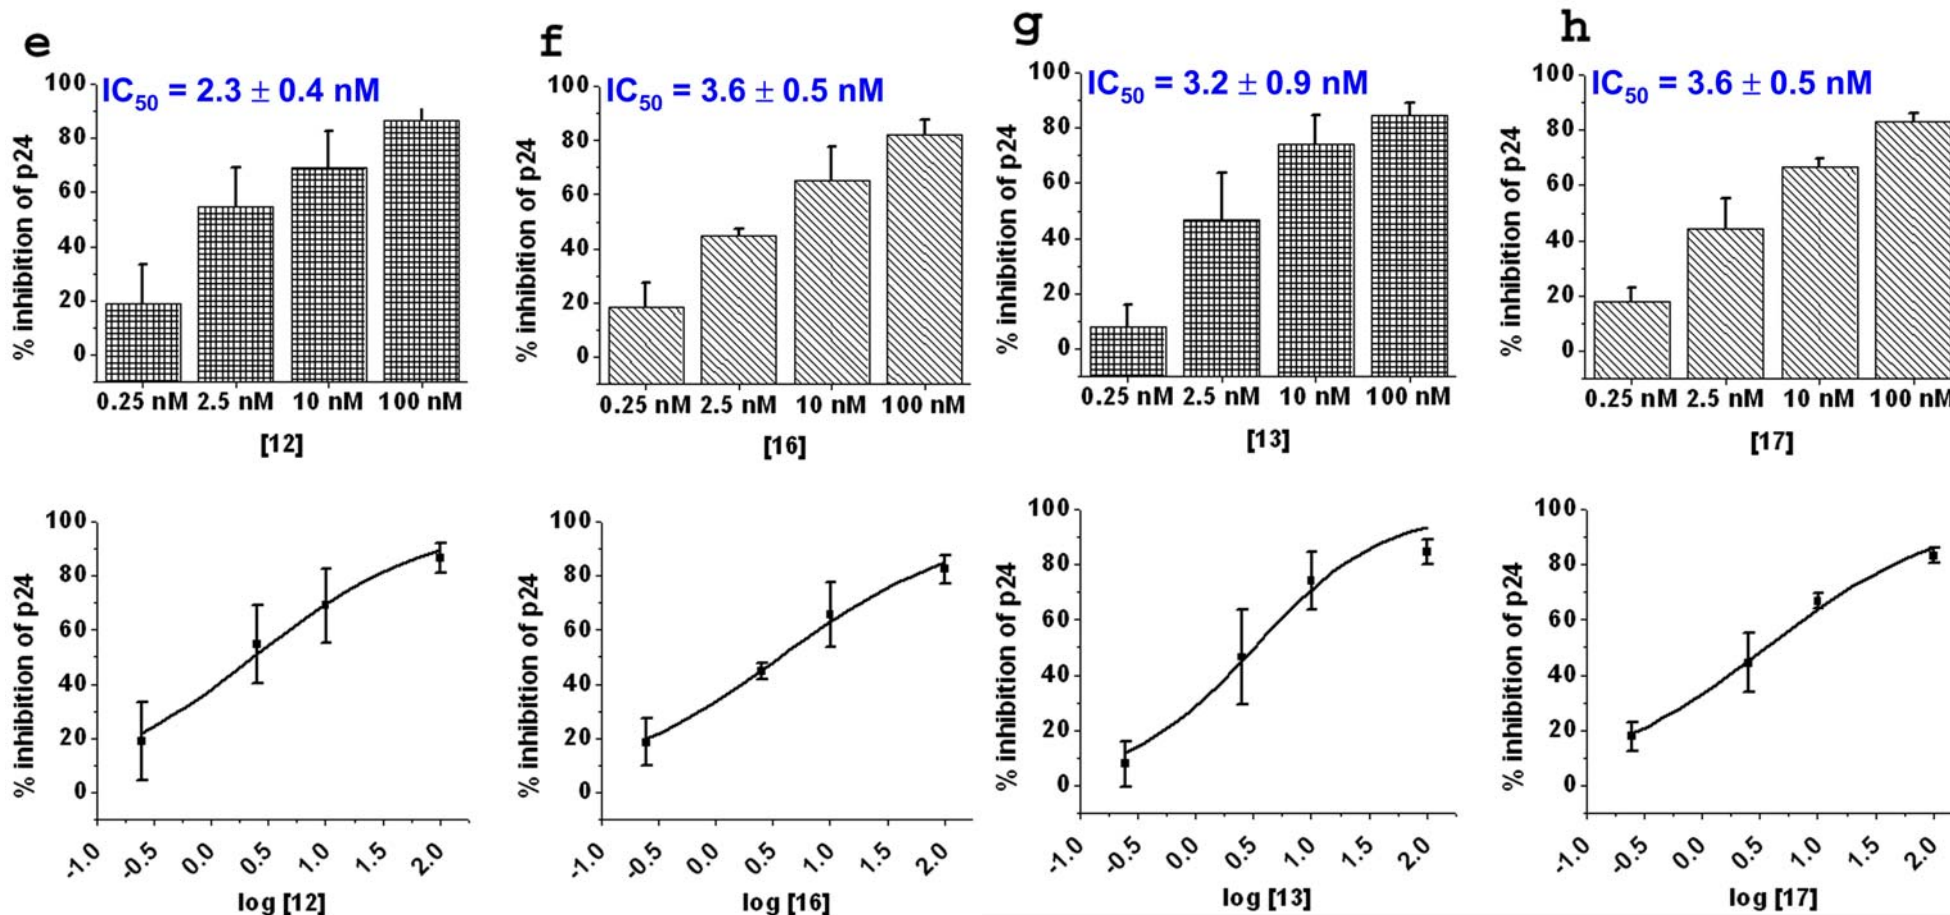 e
IC50 = 2.3 ± 0.4 nM
% inhibition of p24
100
80
60
40
20
0
0.25 nM 2.5 nM 10 nM 100 nM
[12]
f
IC50 = 3.6 ± 0.5 nM
% inhibition of p24
100
80
60
40
20
0
0.25 nM 2.5 nM 10 nM 100 nM
[16]
g
IC50 = 3.2 ± 0.9 nM
% inhibition of p24
100
80
60
40
20
0
0.25 nM 2.5 nM 10 nM 100 nM
[13]
h
IC50 = 3.6 ± 0.5 nM
% inhibition of p24
100
80
60
40
20
0
0.25 nM 2.5 nM 10 nM 100 nM
[17]
% inhibition of p24
100
80
60
40
20
0
-1.0 -0.5 0.0 0.5 1.0 1.5 2.0
log [12]
% inhibition of p24
100
80
60
40
20
0
-1.0 -0.5 0.0 0.5 1.0 1.5 2.0
log [16]
% inhibition of p24
100
80
60
40
20
0
-1.0 -0.5 0.0 0.5 1.0 1.5 2.0
log [13]
% inhibition of p24
100
80
60
40
20
0
-1.0 -0.5 0.0 0.5 1.0 1.5 2.0
log [17]